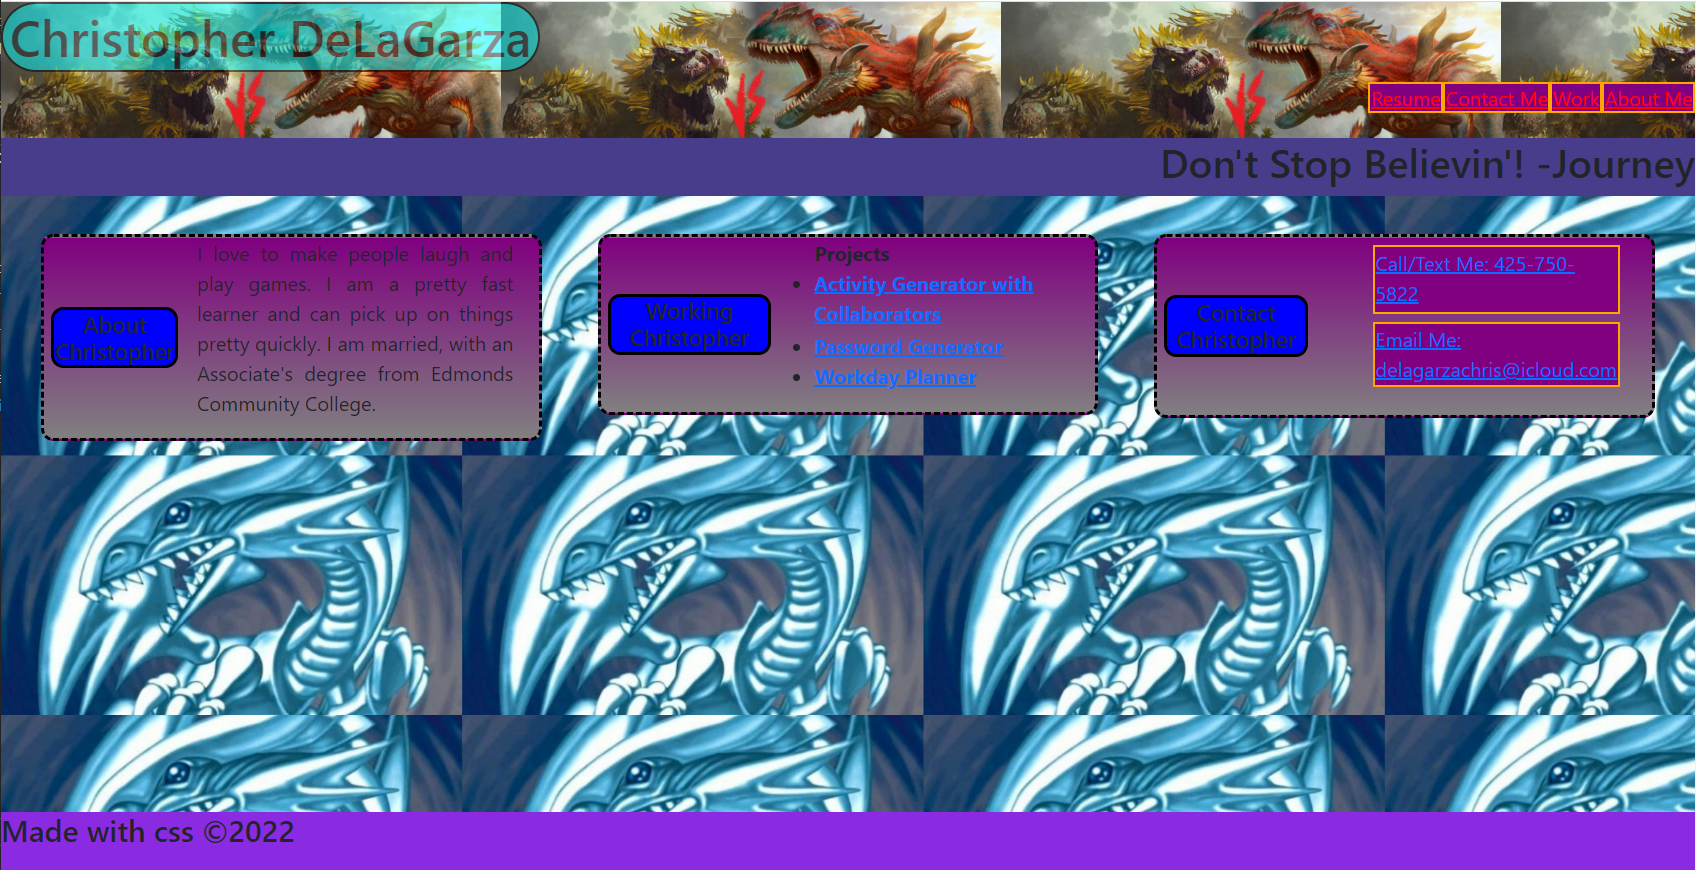 Christopher DeLaGarza
Resume Contact Me Work About Me
Don't Stop Believin'! -Journey
About
Christopher
I love to make people laugh and
play games. I am a pretty fast
learner and can pick up on things
pretty quickly. I am married, with an
Associate's degree from Edmonds
Community College.
Working
Christopher
Projects
Activity Generator with
Collaborators
Password Generator
Workday Planner
Contact
Christopher
Call/Text Me: 425-750-
5822
Email Me:
delagarzachris@icloud.com
Made with css ©2022